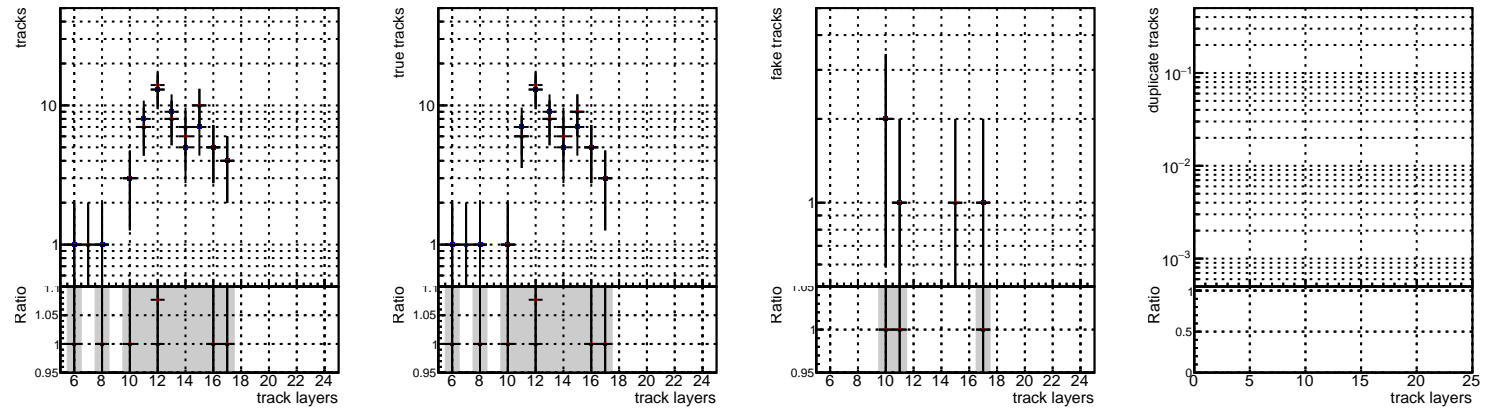 tracks
10
1
Ratio
1.1
1.05
1
0.95
6 8 10 12 14 16 18 20 22 24
track layers
true tracks
10
1
Ratio
1.1
1.05
1
0.95
6 8 10 12 14 16 18 20 22 24
track layers
fake tracks
1
Ratio
1.05
1
0.95
6 8 10 12 14 16 18 20 22 24
track layers
duplicate tracks
10⁻¹
10⁻²
10⁻³
Ratio
1
0.5
0
0 5 10 15 20 25
track layers